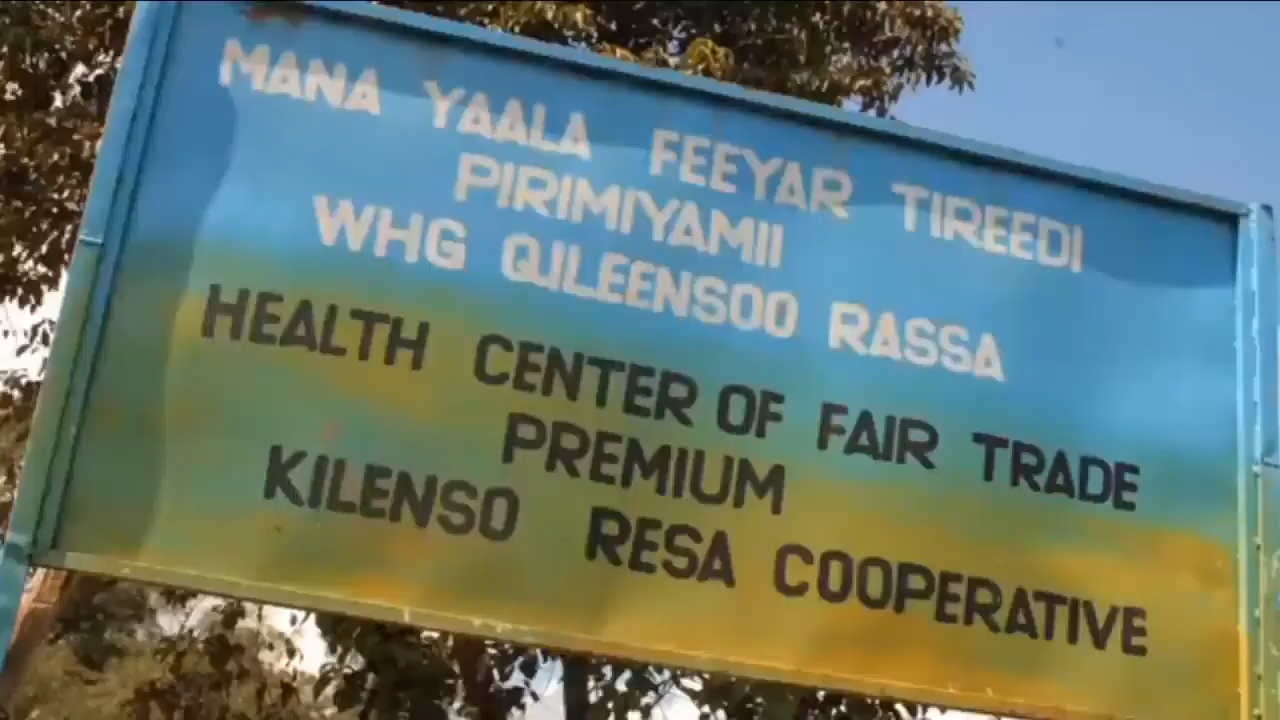 MANA YAALA FEEYAR TIREEDI
PIRIMIYAMII
WHG QILEENSOO RASSA
HEALTH CENTER OF FAIR TRADE
PREMIUM
KILENSO RESA COOPERATIVE